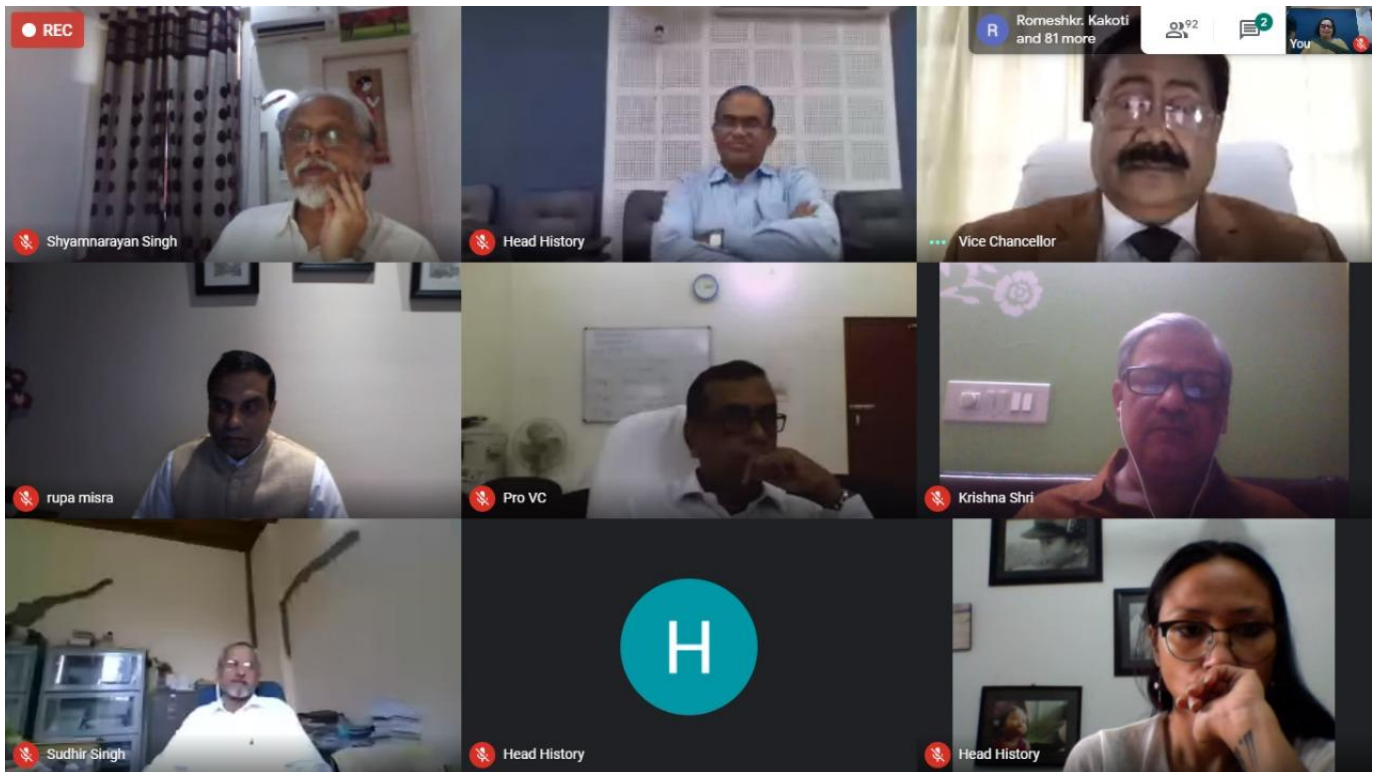 REC
Romeshkr. Kakoti
and 81 more
R
92
2
You
Shyamnarayan Singh
Head History
Vice Chancellor
rupa misra
Pro VC
Krishna Shri
Sudhir Singh
H
Head History
Head History